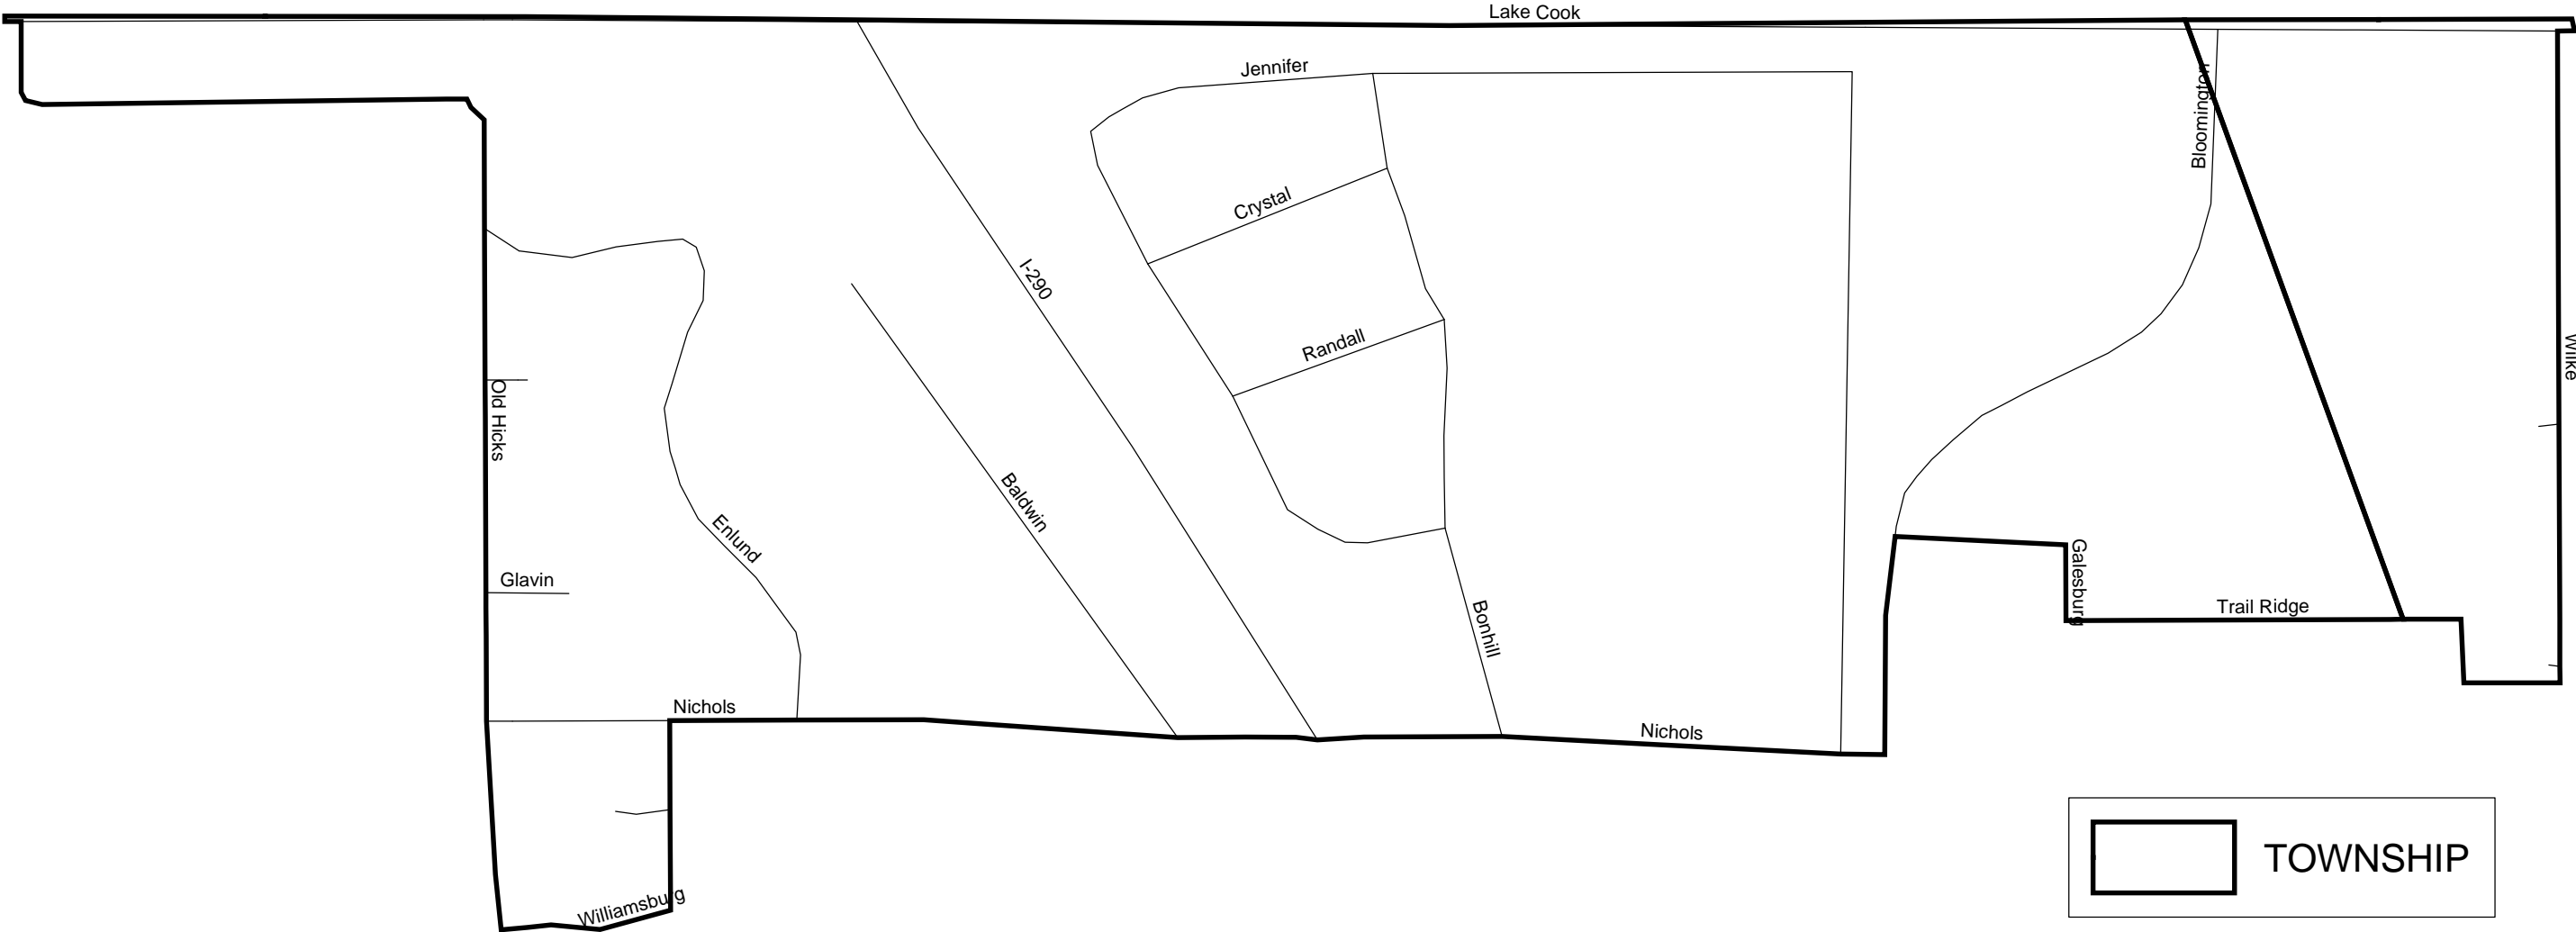 Lake Cook
Jennifer
Bloomington
Crystal
I-290
Randall
Wilke
Old Hicks
Baldwin
Enlund
Galesburg
Glavin
Trail Ridge
Bonhill
Nichols
Nichols
TOWNSHIP
Williamsburg